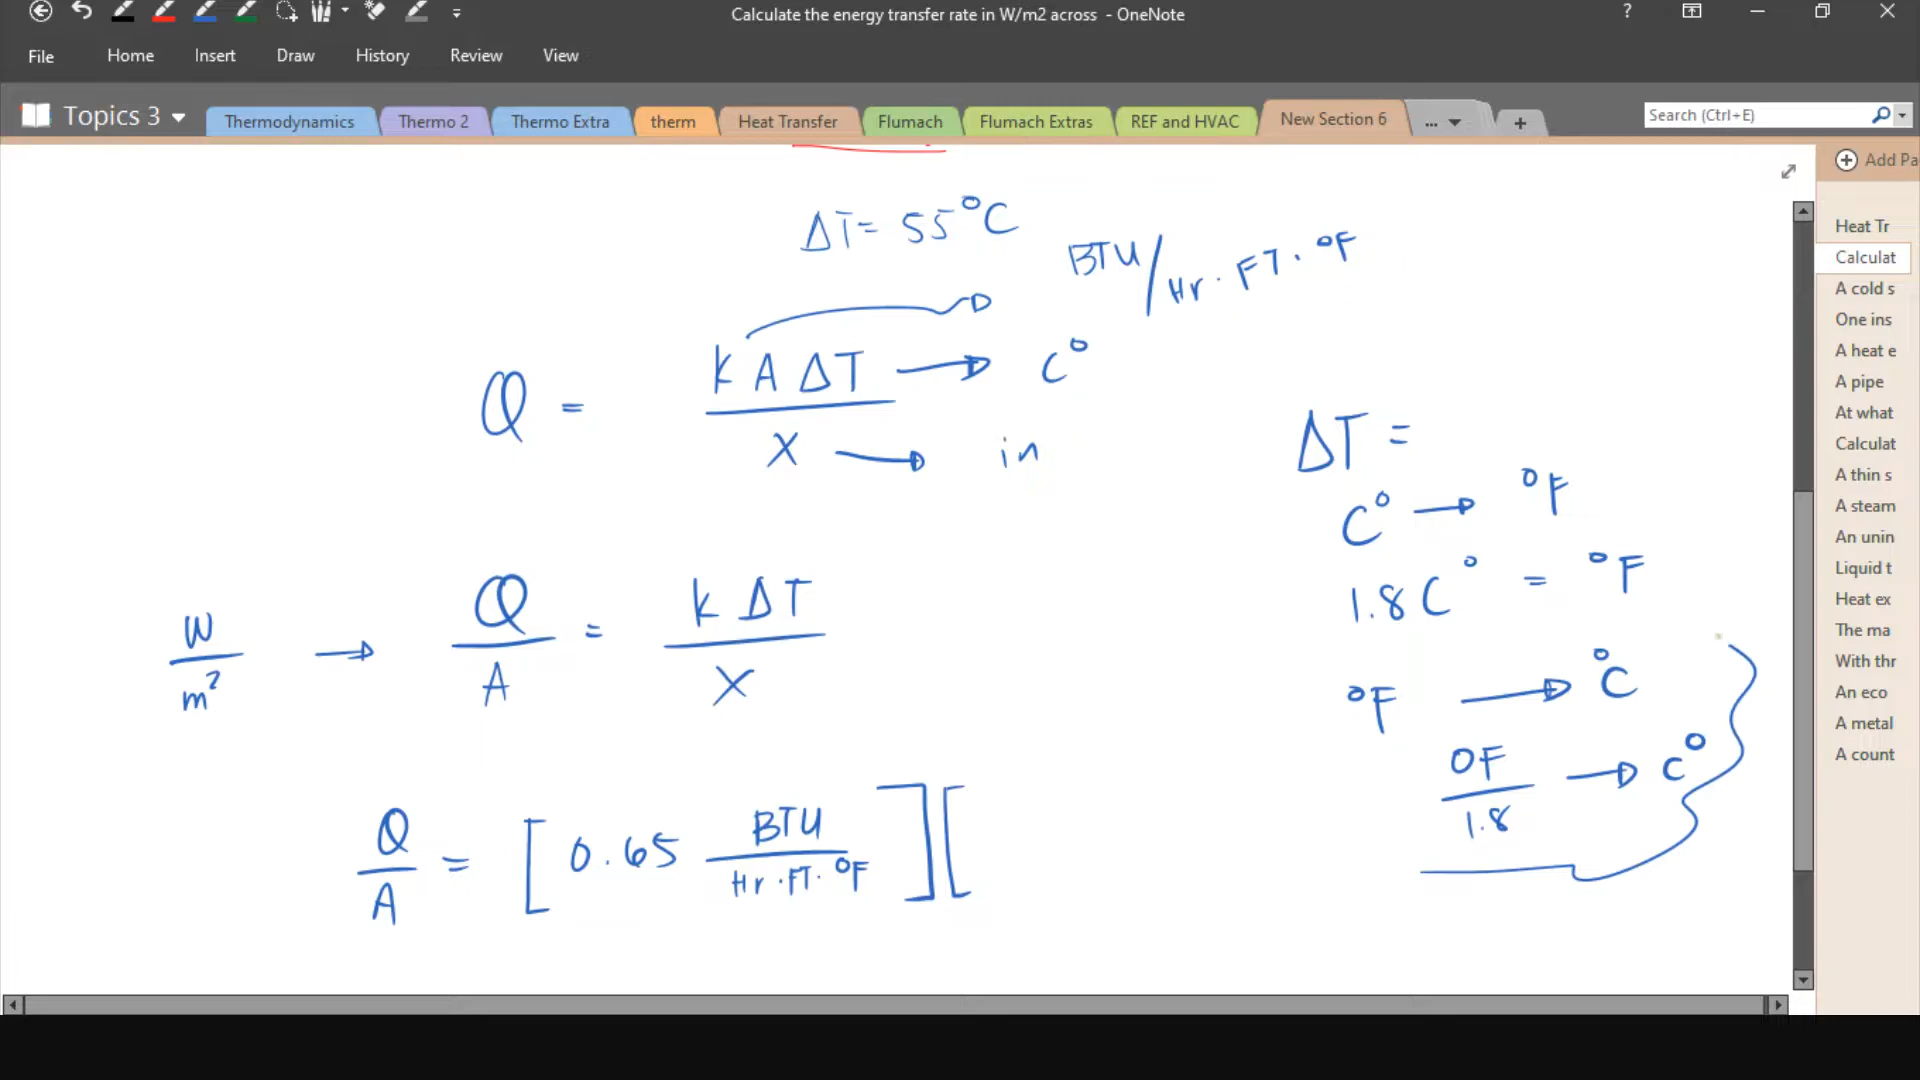 Calculate the energy transfer rate in W/m2 across - OneNote
?
File Home Insert Draw History Review View
Topics 3
Thermodynamics Thermo 2 Thermo Extra therm Heat Transfer Flumach Flumach Extras REF and HVAC New Section 6 ... +
Search (Ctrl+E)
Add Pa
Heat Tr
Calculat
A cold s
One ins
A heat e
A pipe
At what
Calculat
A thin s
A steam
An unin
Liquid t
Heat ex
The ma
With thr
An eco
A metal
A count
ΔT = 55°C
BTU/Hr·FT·°F
Q = k A ΔT / X
→ C°
→ in
W/m² → Q/A = k ΔT / X
ΔT =
C° → °F
1.8 C° = °F
°F → °C
°F/1.8 → C°
Q/A = [0.65 BTU/Hr·FT·°F][